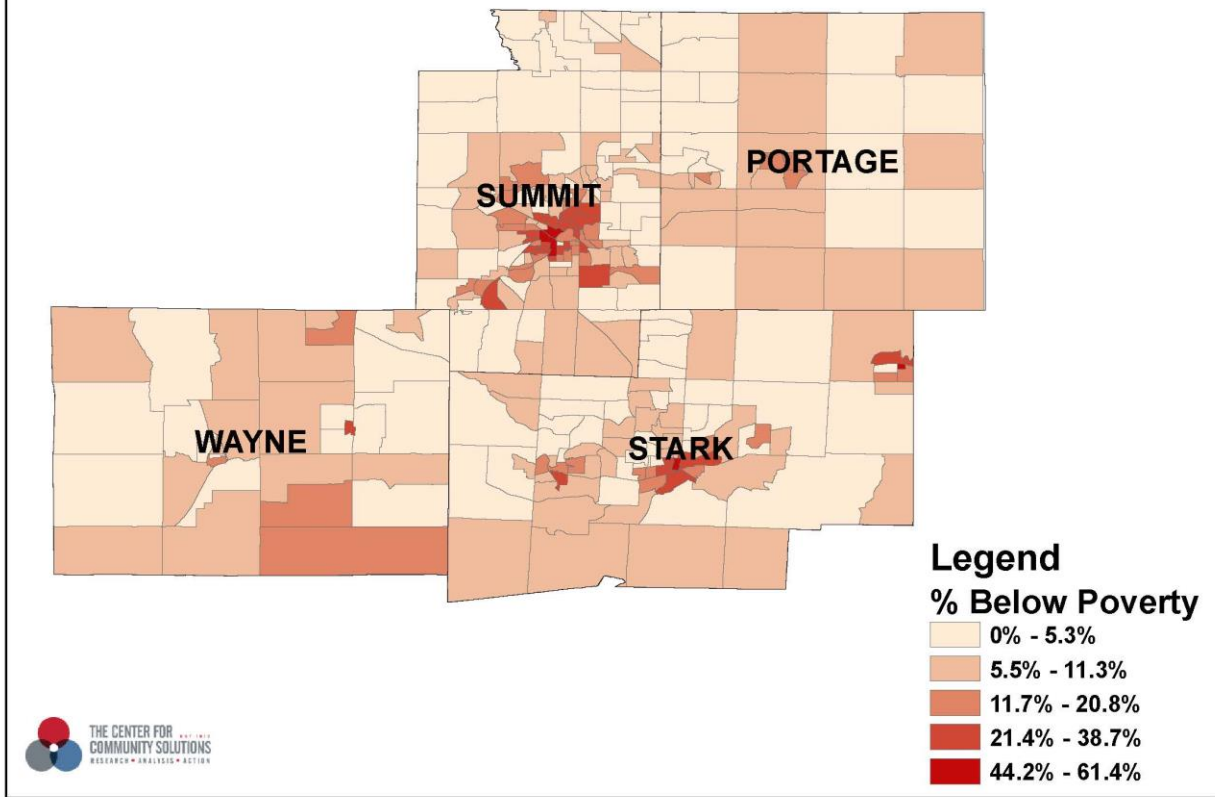 SUMMIT
PORTAGE
WAYNE
STARK
Legend
% Below Poverty
0% - 5.3%
5.5% - 11.3%
11.7% - 20.8%
21.4% - 38.7%
44.2% - 61.4%
THE CENTER FOR
COMMUNITY SOLUTIONS
RESEARCH • ANALYSIS • ACTION